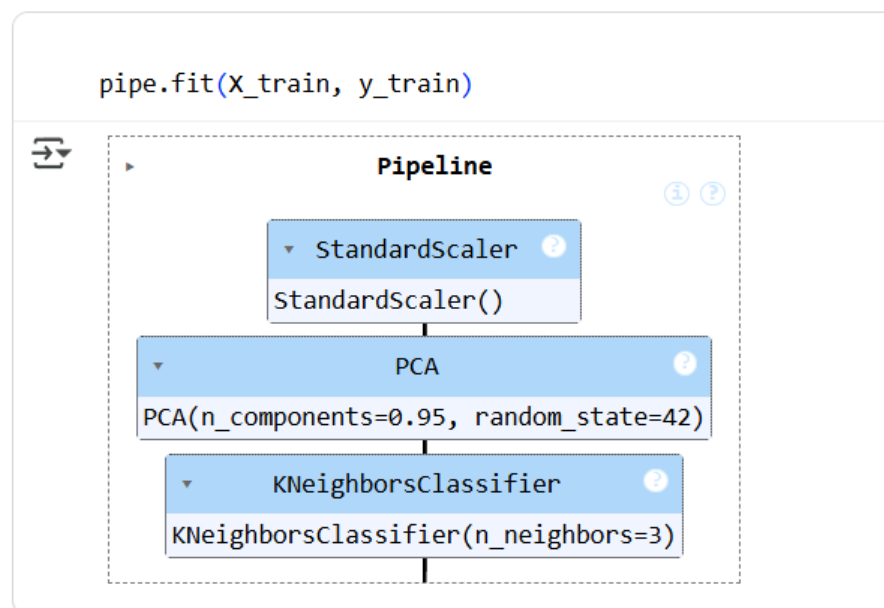 pipe.fit(X_train, y_train)
Pipeline
i ?
StandardScaler ?
StandardScaler()
PCA ?
PCA(n_components=0.95, random_state=42)
KNeighborsClassifier ?
KNeighborsClassifier(n_neighbors=3)